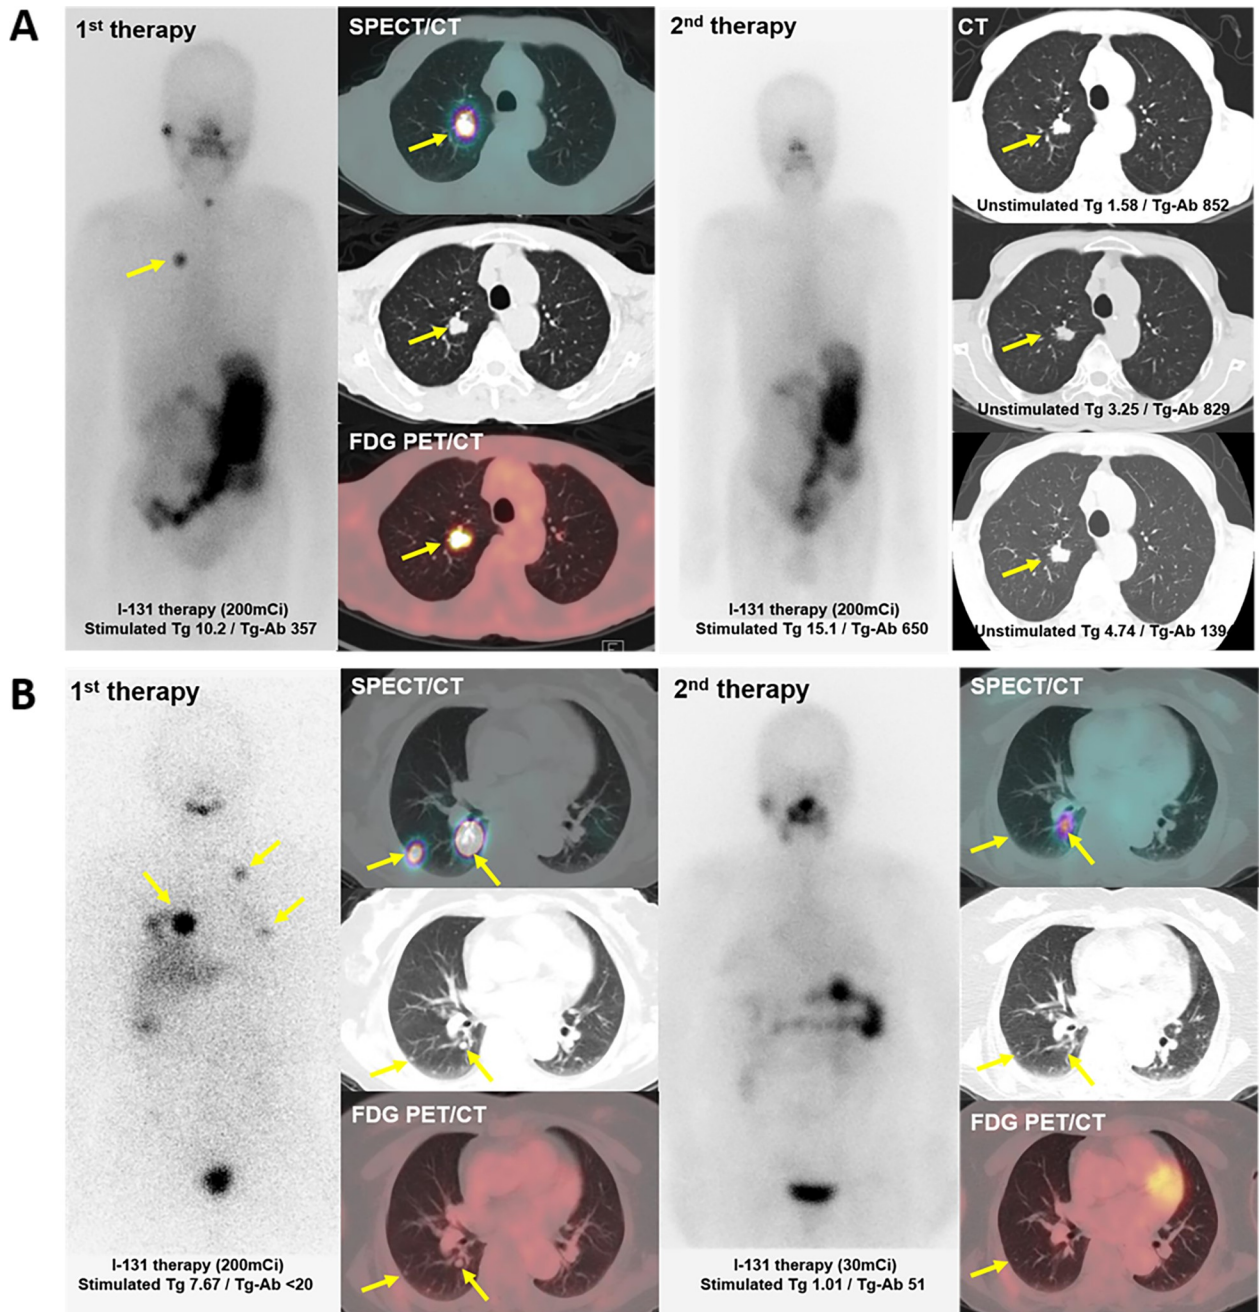 A
1st therapy
SPECT/CT
2nd therapy
CT
Unstimulated Tg 1.58 / Tg-Ab 852
Unstimulated Tg 3.25 / Tg-Ab 829
FDG PET/CT
I-131 therapy (200mCi)
Stimulated Tg 10.2 / Tg-Ab 357
I-131 therapy (200mCi)
Stimulated Tg 15.1 / Tg-Ab 650
Unstimulated Tg 4.74 / Tg-Ab 1394
B
1st therapy
SPECT/CT
2nd therapy
SPECT/CT
FDG PET/CT
FDG PET/CT
I-131 therapy (200mCi)
Stimulated Tg 7.67 / Tg-Ab <20
I-131 therapy (30mCi)
Stimulated Tg 1.01 / Tg-Ab 51